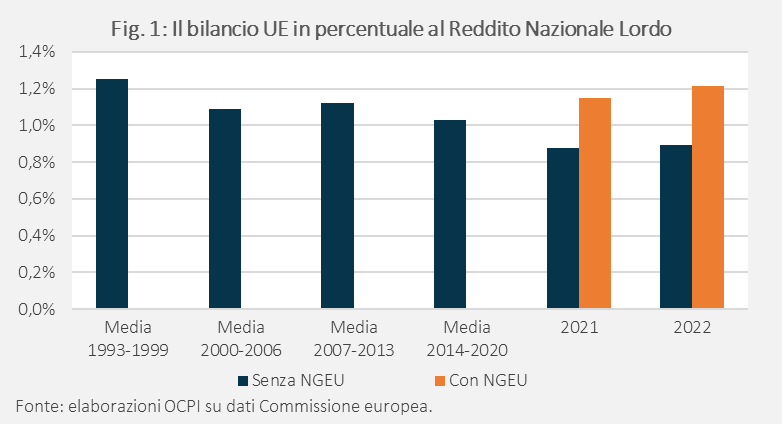 Fig. 1: Il bilancio UE in percentuale al Reddito Nazionale Lordo
1,4%
1,2%
1,0%
0,8%
0,6%
0,4%
0,2%
0,0%
Media 1993-1999
Media 2000-2006
Media 2007-2013
Media 2014-2020
2021
2022
Senza NGEU
Con NGEU
Fonte: elaborazioni OCPI su dati Commissione europea.